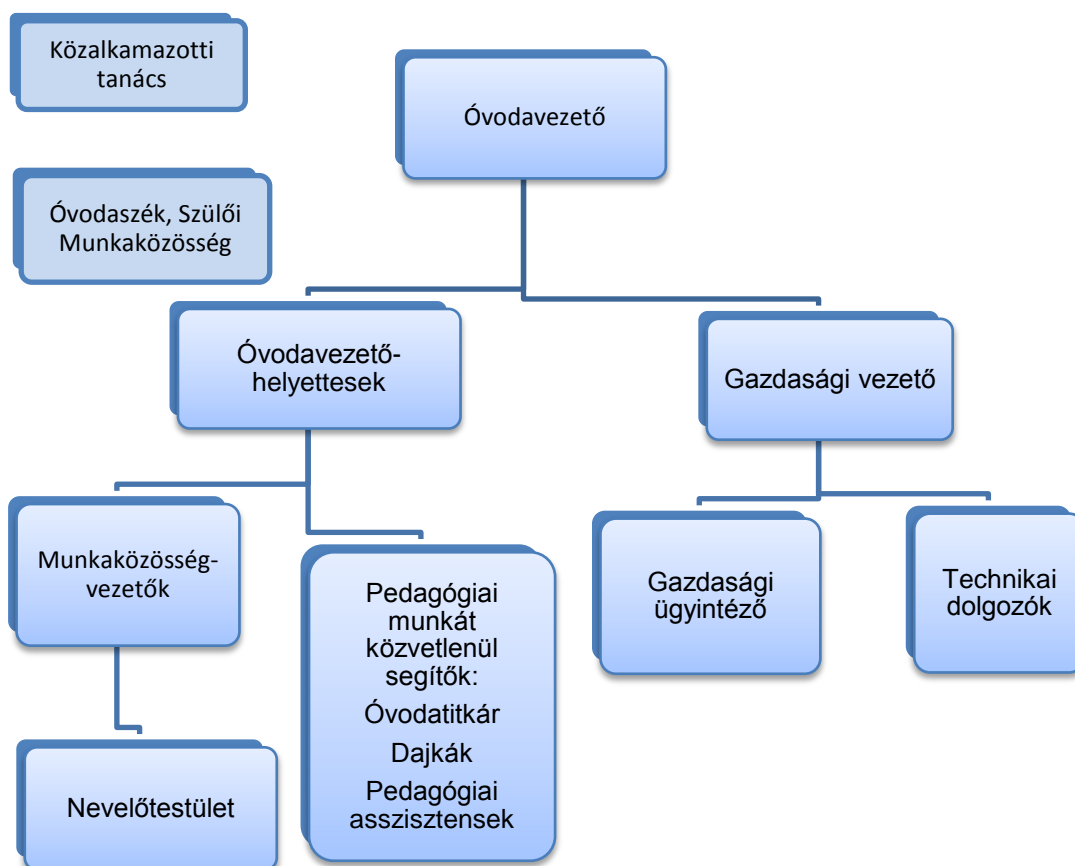 Közalkamazotti
tanács
Óvodavezető
Óvodaszék, Szülői
Munkaközösség
Óvodavezető-
helyettesek
Gazdasági vezető
Munkaközösség-
vezetők
Pedagógiai
munkát
közvetlenül
segítők:
Óvodatitkár
Dajkák
Pedagógiai
asszisztensek
Gazdasági
ügyintéző
Technikai
dolgozók
Nevelőtestület